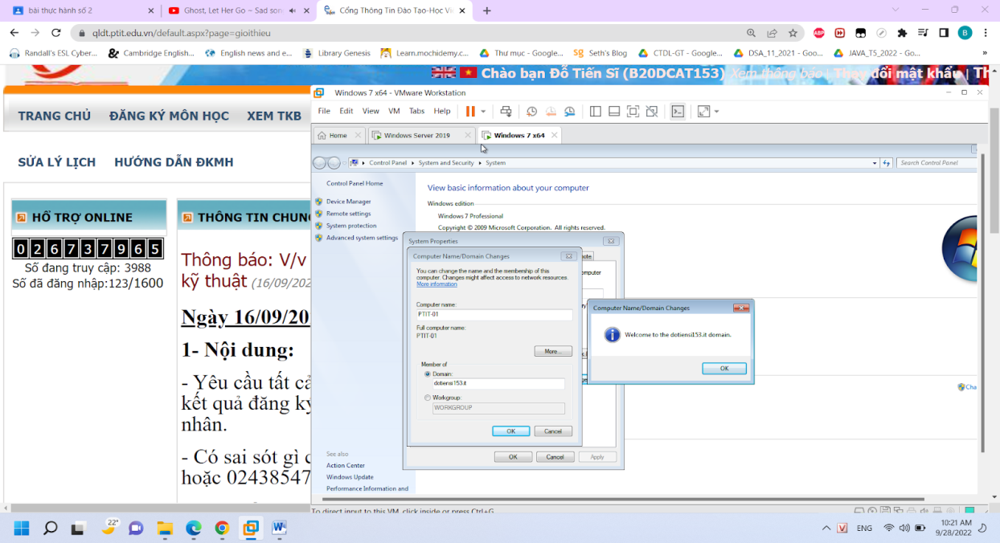 bài thực hành số 2
Ghost, Let Her Go ~ Sad son
Cổng Thông Tin Đào Tạo-Học Vi
qldt.ptit.edu.vn/default.aspx?page=gioithieu
ABP
B
Randall's ESL Cyber...
Cambridge English...
English news and e...
Library Genesis
Learn.mochidemy.c...
Thư mục - Google...
SG Seth's Blog
CTDL-GT - Google...
DSA_11_2021 - Goo...
JAVA_T5_2022 - Go...
»
Chào bạn Đỗ Tiến Sĩ (B20DCAT153) Xem thông báo | Thay đổi mật khẩu | Th
TRANG CHỦ ĐĂNG KÝ MÔN HỌC XEM TKB
SỬA LÝ LỊCH HƯỚNG DẪN ĐKMH
HỖ TRỢ ONLINE
026737965
Số đang truy cập: 3988
Số đã đăng nhập:123/1600
THÔNG TIN CHUN
Thông báo: V/v
kỹ thuật (16/09/202
Ngày 16/09/20
1- Nội dung:
- Yêu cầu tất cả
kết quả đăng ký
nhân.
- Có sai sót gì
hoặc 02438547
Windows 7 x64 - VMware Workstation
File Edit View VM Tabs Help
Home
Windows Server 2019
Windows 7 x64
Control Panel
System and Security
System
Search Control Panel
Control Panel Home
Device Manager
Remote settings
System protection
Advanced system settings
View basic information about your computer
Windows edition
Windows 7 Professional
Copyright © 2009 Microsoft Corporation. All rights reserved.
System Properties
Computer Name/Domain Changes
You can change the name and the membership of this
computer. Changes might affect access to network resources.
More information
Computer name:
PTIT-01
Full computer name:
PTIT-01
More...
Member of
Domain:
dotiensi153.it
Workgroup:
WORKGROUP
OK
Cancel
OK
Cancel
Apply
Computer Name/Domain Changes
Welcome to the dotiensi153.it domain.
OK
Cha
See also
Action Center
Windows Update
Performance Information and
To direct input to this VM, click inside or press Ctrl+G.
22°
ENG
10:21 AM
9/28/2022